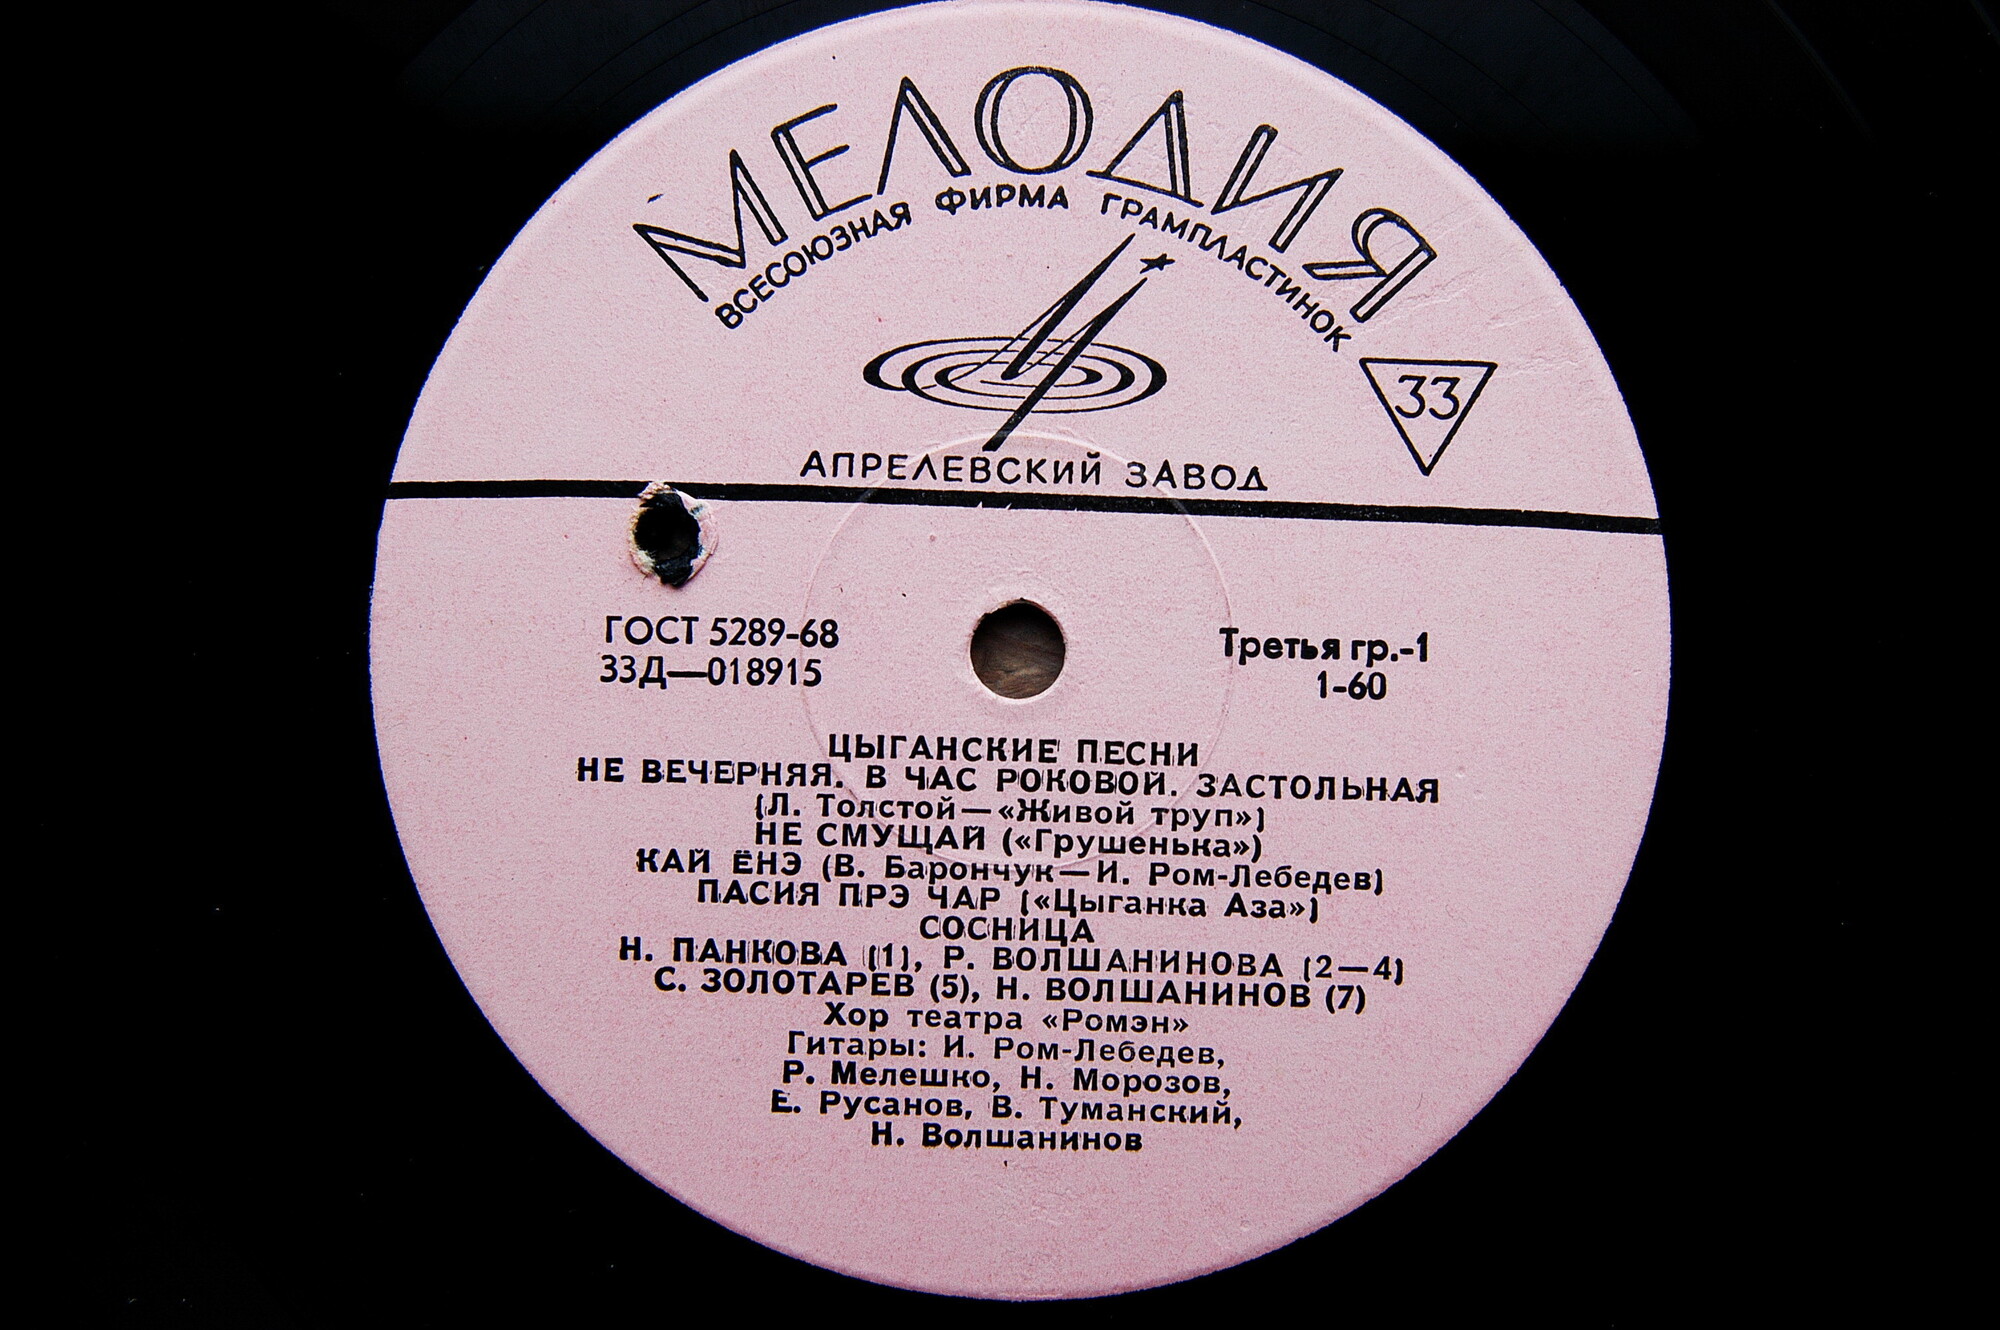 МЕЛОДИЯ
ВСЕСОЮЗНАЯ ФИРМА ГРАМПЛАСТИНОК
33
АПРЕЛЕВСКИЙ ЗАВОД
ГОСТ 5289-68
33Д—018915
Третья гр.-1
1-60
ЦЫГАНСКИЕ ПЕСНИ
НЕ ВЕЧЕРНЯЯ. В ЧАС РОКОВОЙ. ЗАСТОЛЬНАЯ
(Л. Толстой—«Живой труп»)
НЕ СМУЩАЙ («Грушенька»)
КАЙ ЁНЭ (В. Барончук—И. Ром-Лебедев)
ПАСИЯ ПРЭ ЧАР («Цыганка Аза»)
СОСНИЦА
Н. ПАНКОВА (1), Р. ВОЛШАНИНОВА (2—4)
С. ЗОЛОТАРЕВ (5), Н. ВОЛШАНИНОВ (7)
Хор театра «Ромэн»
Гитары: И. Ром-Лебедев,
Р. Мелешко, Н. Морозов,
Е. Русанов, В. Туманский,
Н. Волшанинов